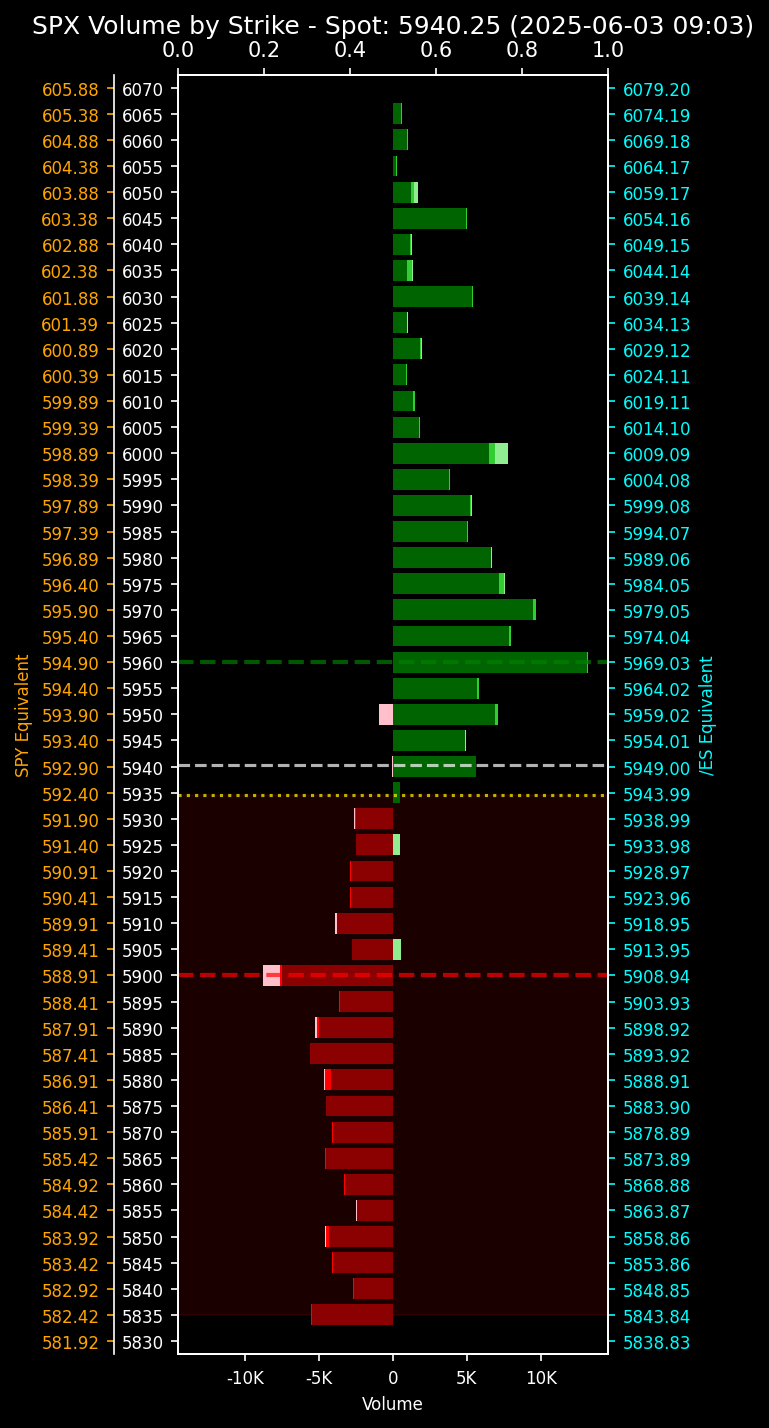 SPX Volume by Strike - Spot: 5940.25 (2025-06-03 09:03)
0.0 0.2 0.4 0.6 0.8 1.0
605.88 6070 6079.20
605.38 6065 6074.19
604.88 6060 6069.18
604.38 6055 6064.17
603.88 6050 6059.17
603.38 6045 6054.16
602.88 6040 6049.15
602.38 6035 6044.14
601.88 6030 6039.14
601.39 6025 6034.13
600.89 6020 6029.12
600.39 6015 6024.11
599.89 6010 6019.11
599.39 6005 6014.10
598.89 6000 6009.09
598.39 5995 6004.08
597.89 5990 5999.08
597.39 5985 5994.07
596.89 5980 5989.06
596.40 5975 5984.05
595.90 5970 5979.05
595.40 5965 5974.04
594.90 5960 5969.03
594.40 5955 5964.02
593.90 5950 5959.02
593.40 5945 5954.01
592.90 5940 5949.00
592.40 5935 5943.99
591.90 5930 5938.99
591.40 5925 5933.98
590.91 5920 5928.97
590.41 5915 5923.96
589.91 5910 5918.95
589.41 5905 5913.95
588.91 5900 5908.94
588.41 5895 5903.93
587.91 5890 5898.92
587.41 5885 5893.92
586.91 5880 5888.91
586.41 5875 5883.90
585.91 5870 5878.89
585.42 5865 5873.89
584.92 5860 5868.88
584.42 5855 5863.87
583.92 5850 5858.86
583.42 5845 5853.86
582.92 5840 5848.85
582.42 5835 5843.84
581.92 5830 5838.83
SPY Equivalent
/ES Equivalent
-10K -5K 0 5K 10K
Volume